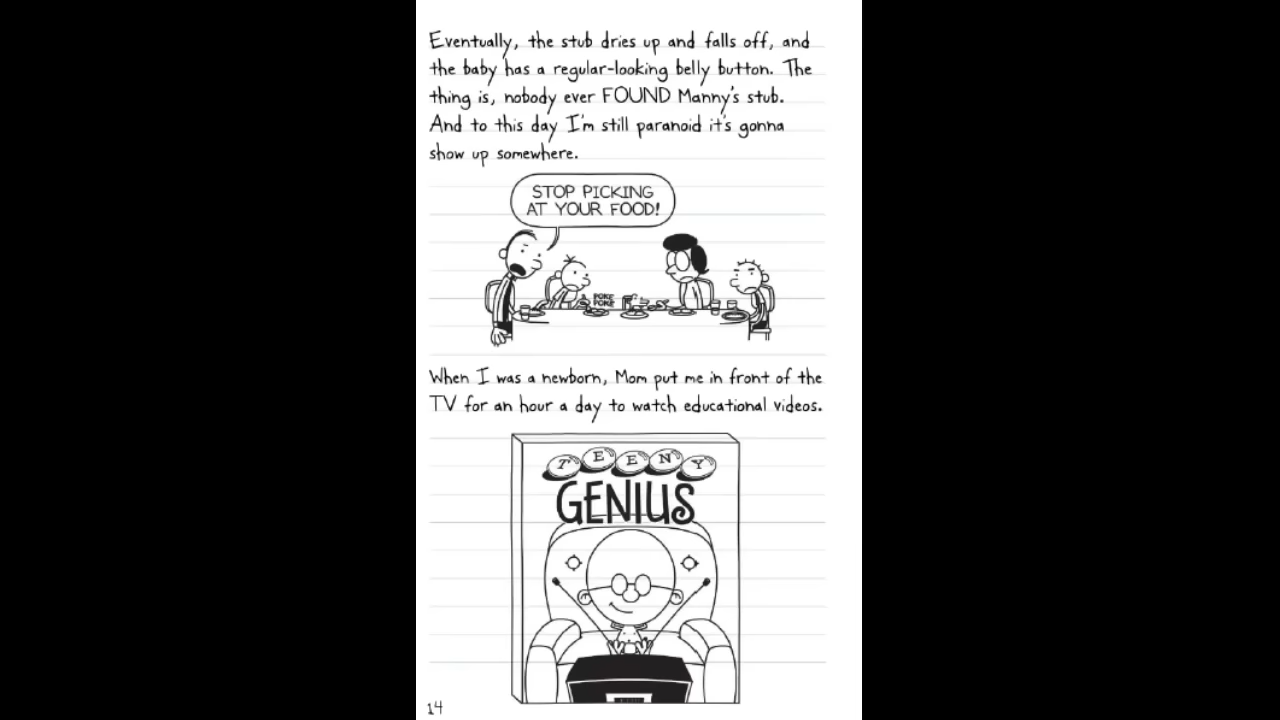 Eventually, the stub dries up and falls off, and
the baby has a regular-looking belly button. The
thing is, nobody ever FOUND Manny's stub.
And to this day I'm still paranoid it's gonna
show up somewhere.
STOP PICKING
AT YOUR FOOD!
POKE
POKE
When I was a newborn, Mom put me in front of the
TV for an hour a day to watch educational videos.
TEENY
GENIUS
14